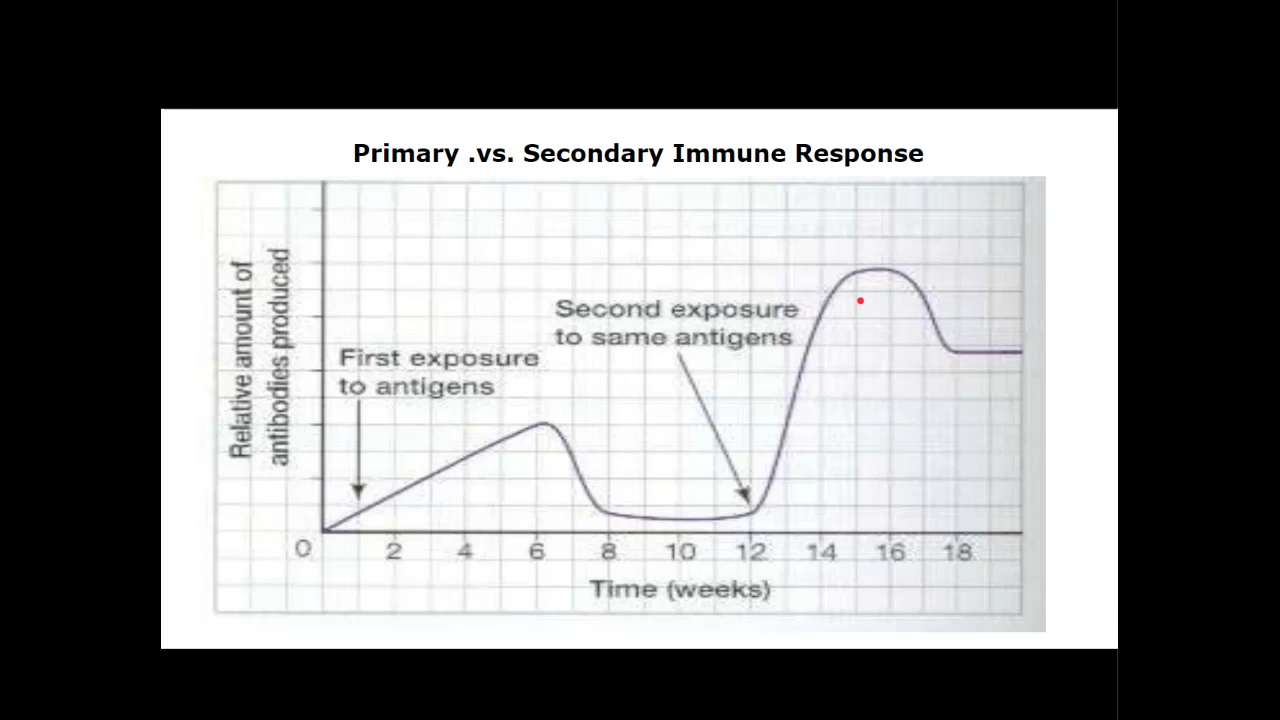 Primary .vs. Secondary Immune Response
Relative amount of
antibodies produced
First exposure
to antigens
Second exposure
to same antigens
0 2 4 6 8 10 12 14 16 18
Time (weeks)